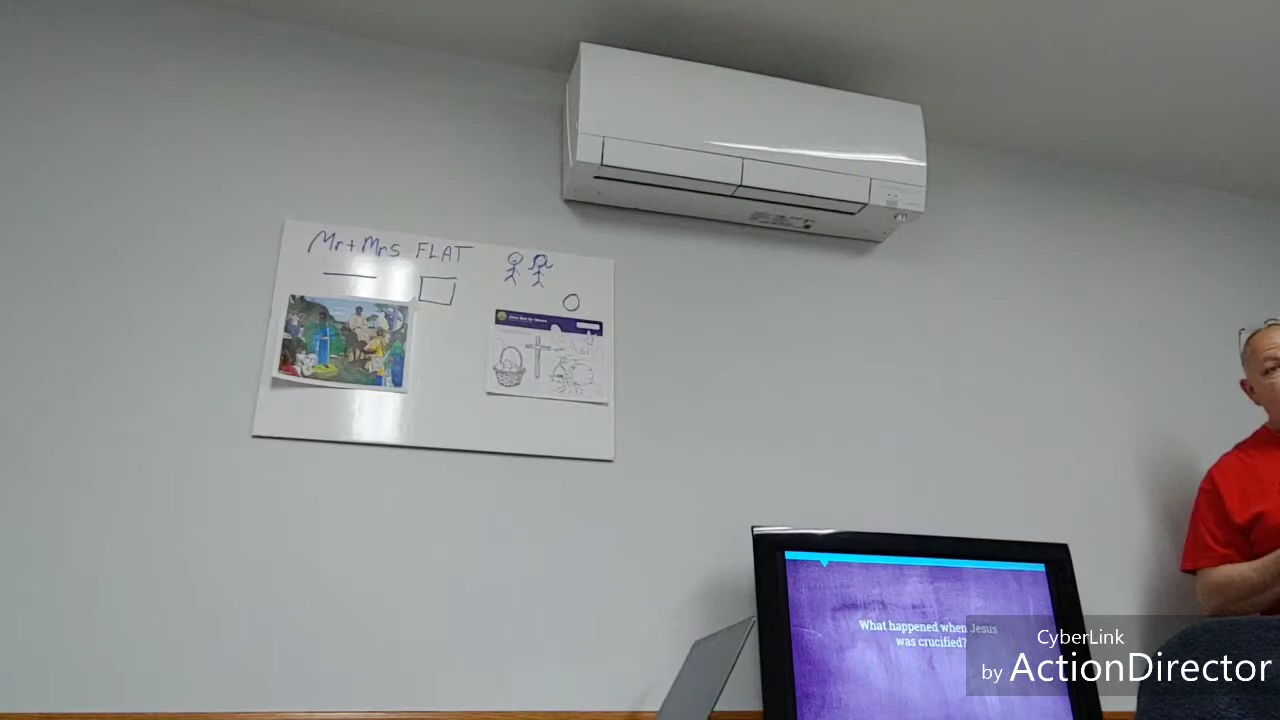 Mr + Mrs FLAT
What happened when Jesus
was crucified?
CyberLink
by ActionDirector